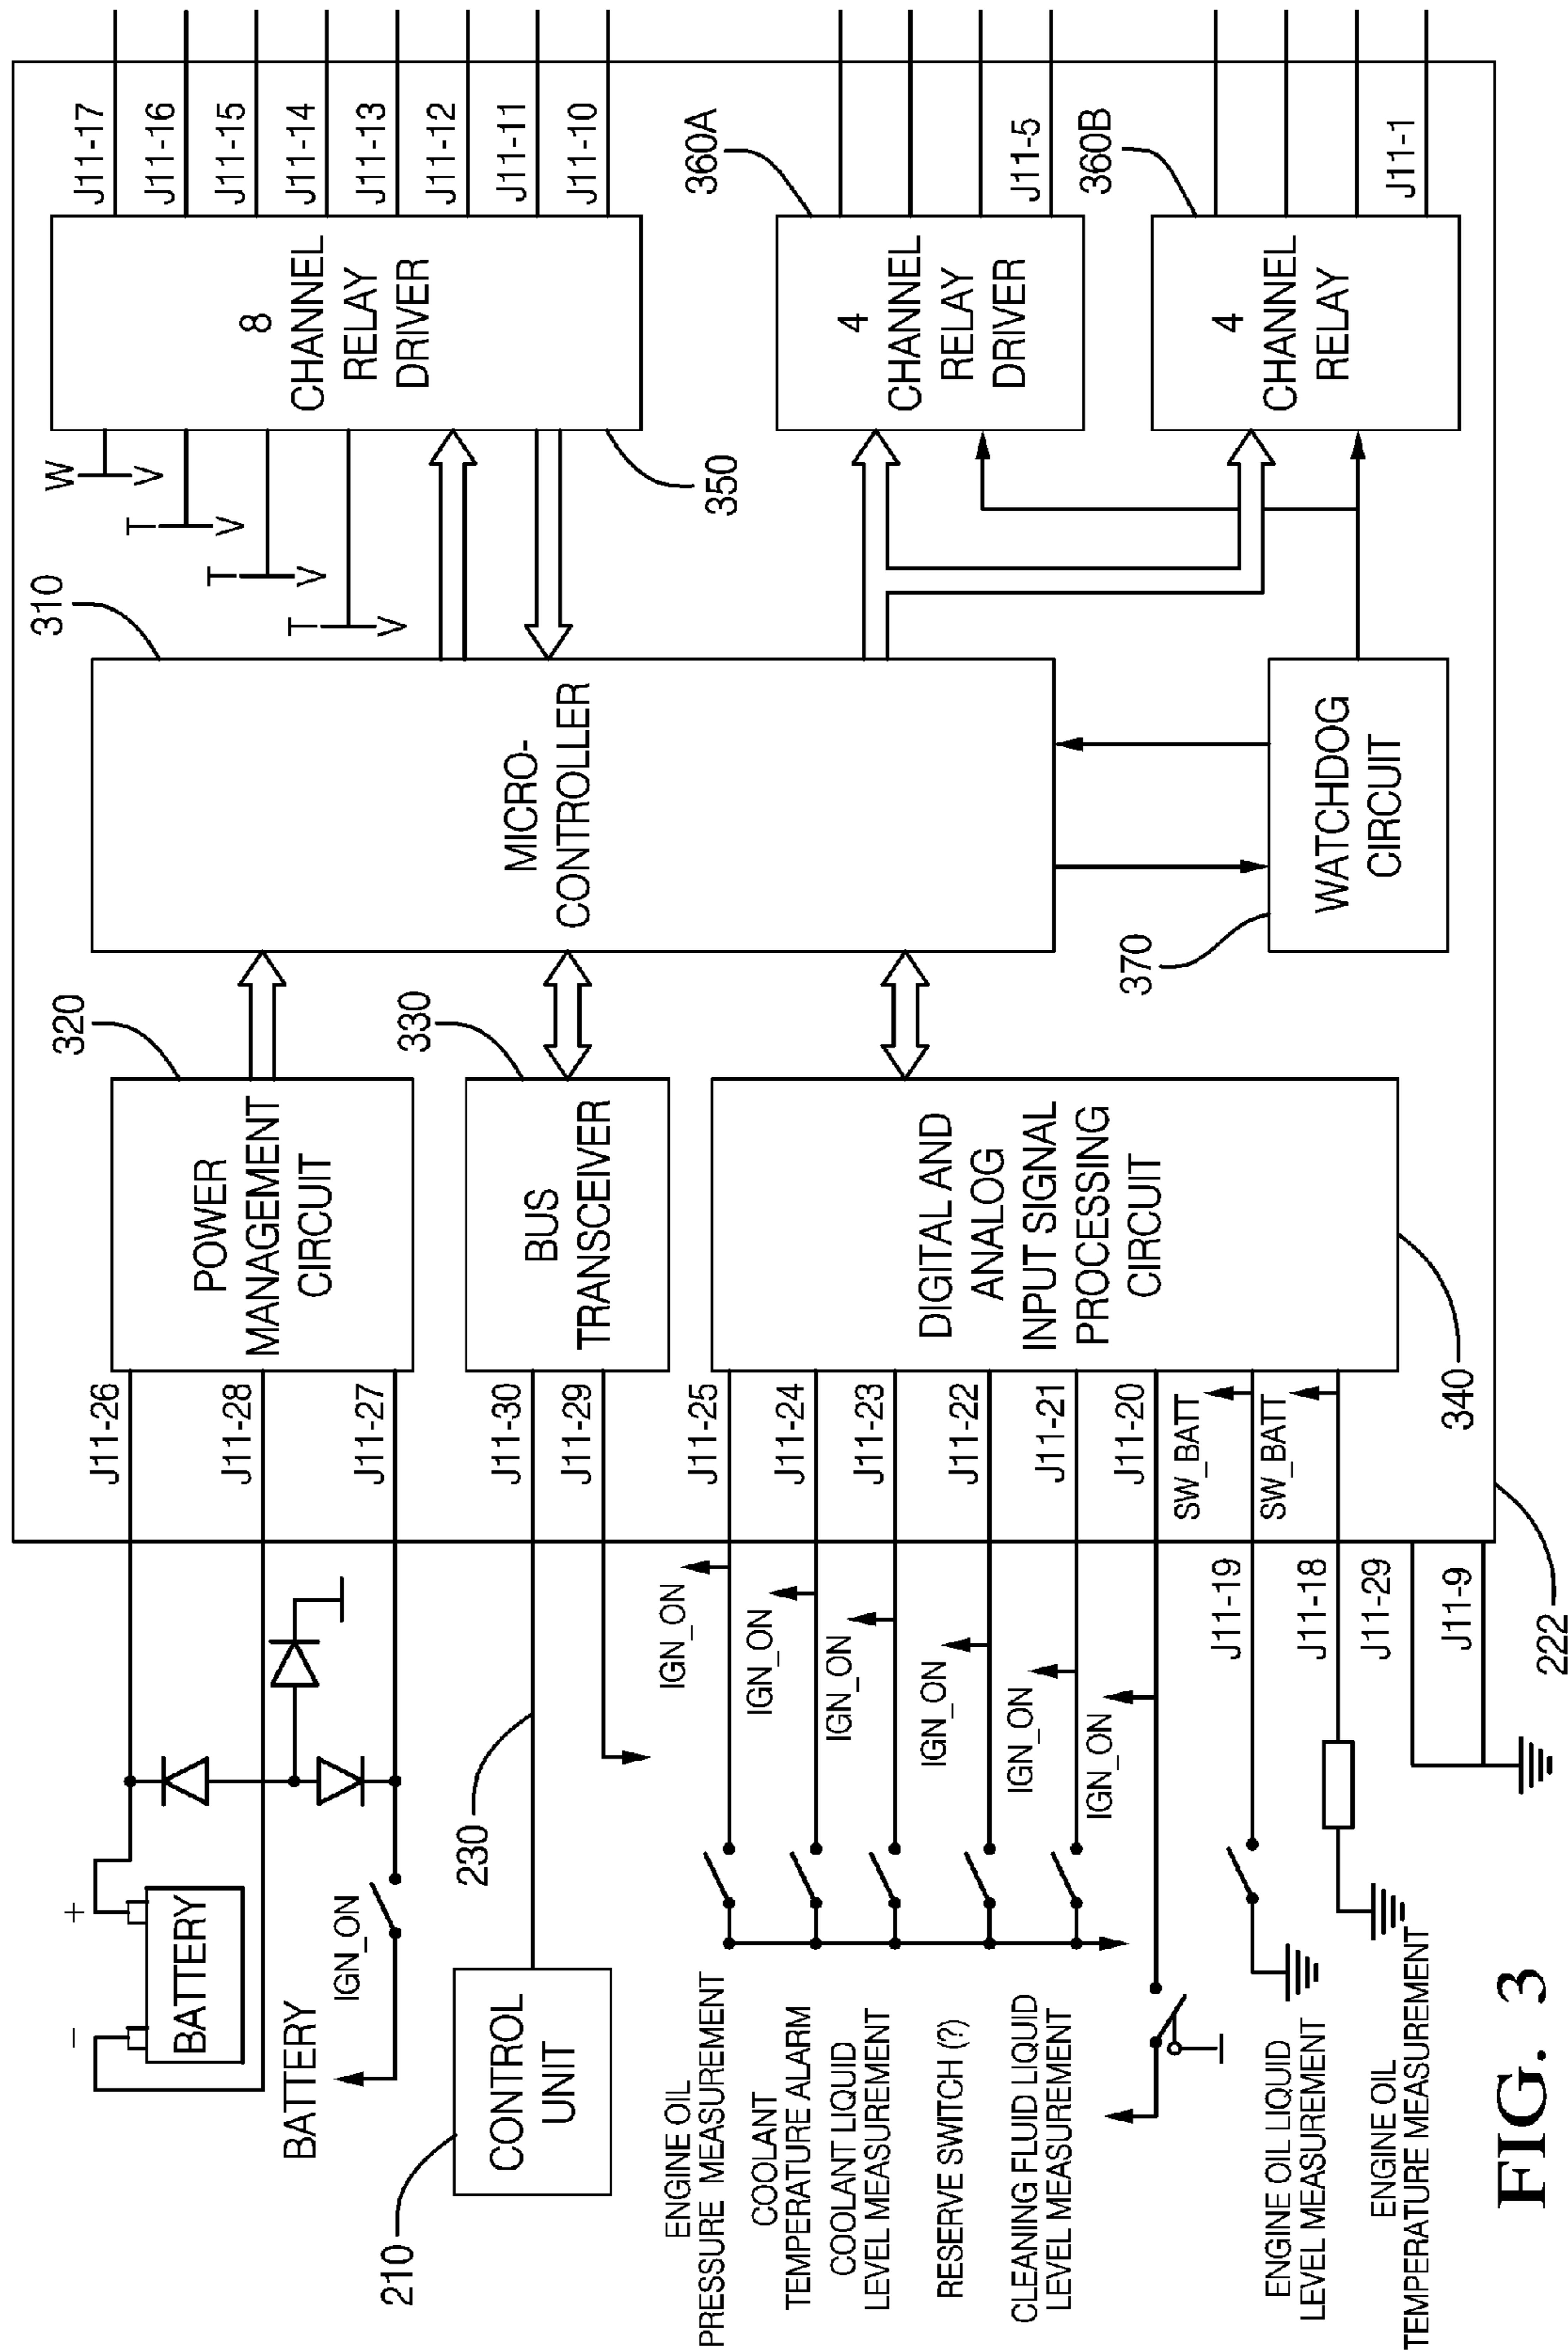 BATTERY
−
+
BATTERY
IGN_ON
210
CONTROL
UNIT
230
ENGINE OIL
PRESSURE MEASUREMENT
COOLANT
TEMPERATURE ALARM
COOLANT LIQUID
LEVEL MEASUREMENT
RESERVE SWITCH (?)
CLEANING FLUID LIQUID
LEVEL MEASUREMENT
ENGINE OIL LIQUID
LEVEL MEASUREMENT
ENGINE OIL
TEMPERATURE MEASUREMENT
IGN_ON
IGN_ON
IGN_ON
IGN_ON
IGN_ON
IGN_ON
J11-19
J11-18
J11-29
J11-9
222
J11-26
J11-28
J11-27
J11-30
J11-29
J11-25
J11-24
J11-23
J11-22
J11-21
J11-20
SW_BATT
SW_BATT
320
POWER
MANAGEMENT
CIRCUIT
330
BUS
TRANSCEIVER
DIGITAL AND
ANALOG
INPUT SIGNAL
PROCESSING
CIRCUIT
340
310
MICRO-
CONTROLLER
370
WATCHDOG
CIRCUIT
W
V
T
V
T
V
T
V
8
CHANNEL
RELAY
DRIVER
350
360A
4
CHANNEL
RELAY
DRIVER
360B
4
CHANNEL
RELAY
J11-17
J11-16
J11-15
J11-14
J11-13
J11-12
J11-11
J11-10
J11-5
J11-1
FIG. 3